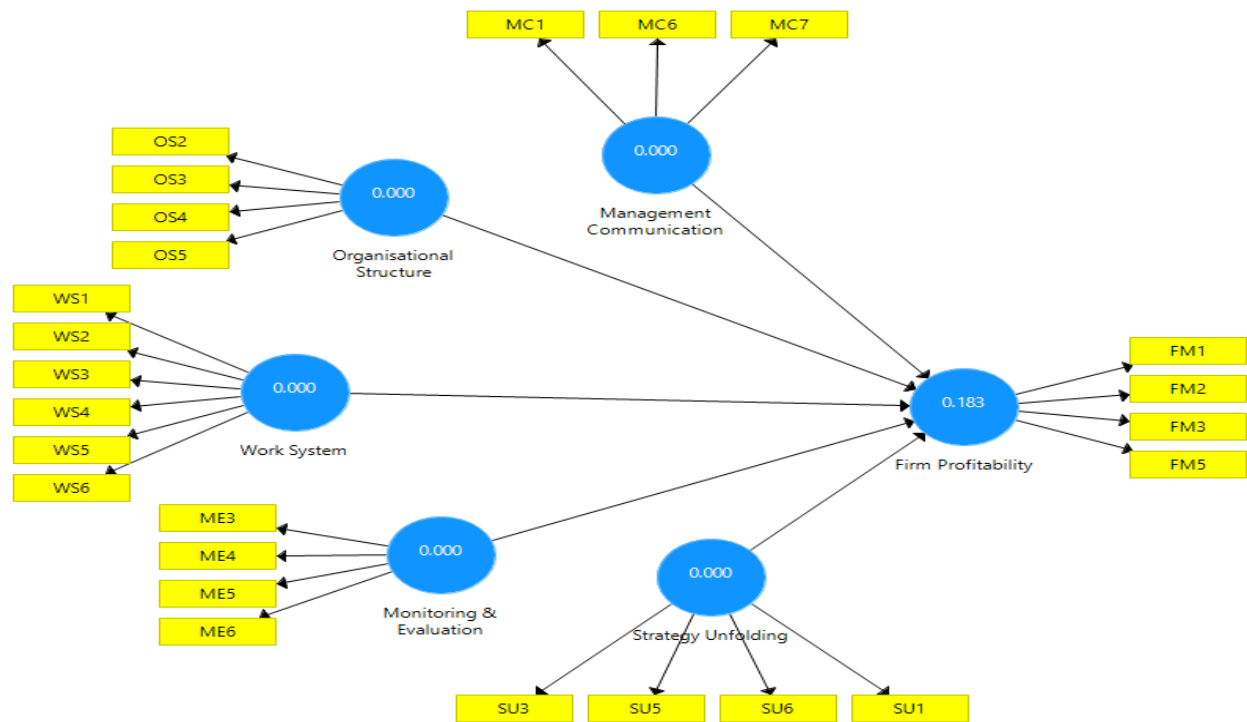 MC1
MC6
MC7
0.000
Management
Communication
OS2
OS3
OS4
OS5
0.000
Organisational
Structure
WS1
WS2
WS3
WS4
WS5
WS6
0.000
Work System
0.183
Firm Profitability
FM1
FM2
FM3
FM5
ME3
ME4
ME5
ME6
0.000
Monitoring &
Evaluation
0.000
Strategy Unfolding
SU3
SU5
SU6
SU1